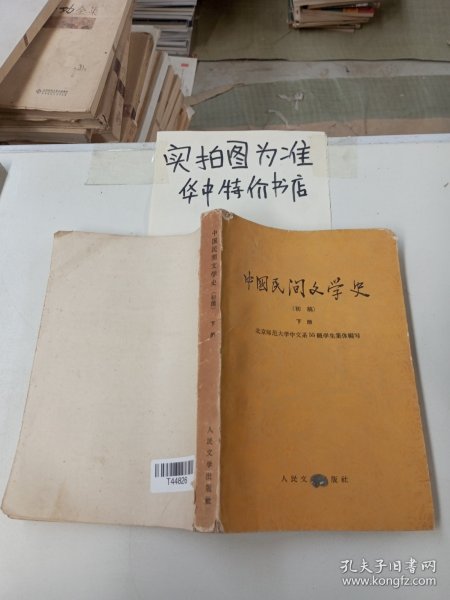 功全集
实拍图为准
华中特价书店
中国民间文学史
(初稿)
下册
北京师范大学中文系55级学生集体编写
人民文 版社
中国民间文学史(初稿) 下册
人民文学出版社
T44826
孔夫子旧书网
www.kongfz.com